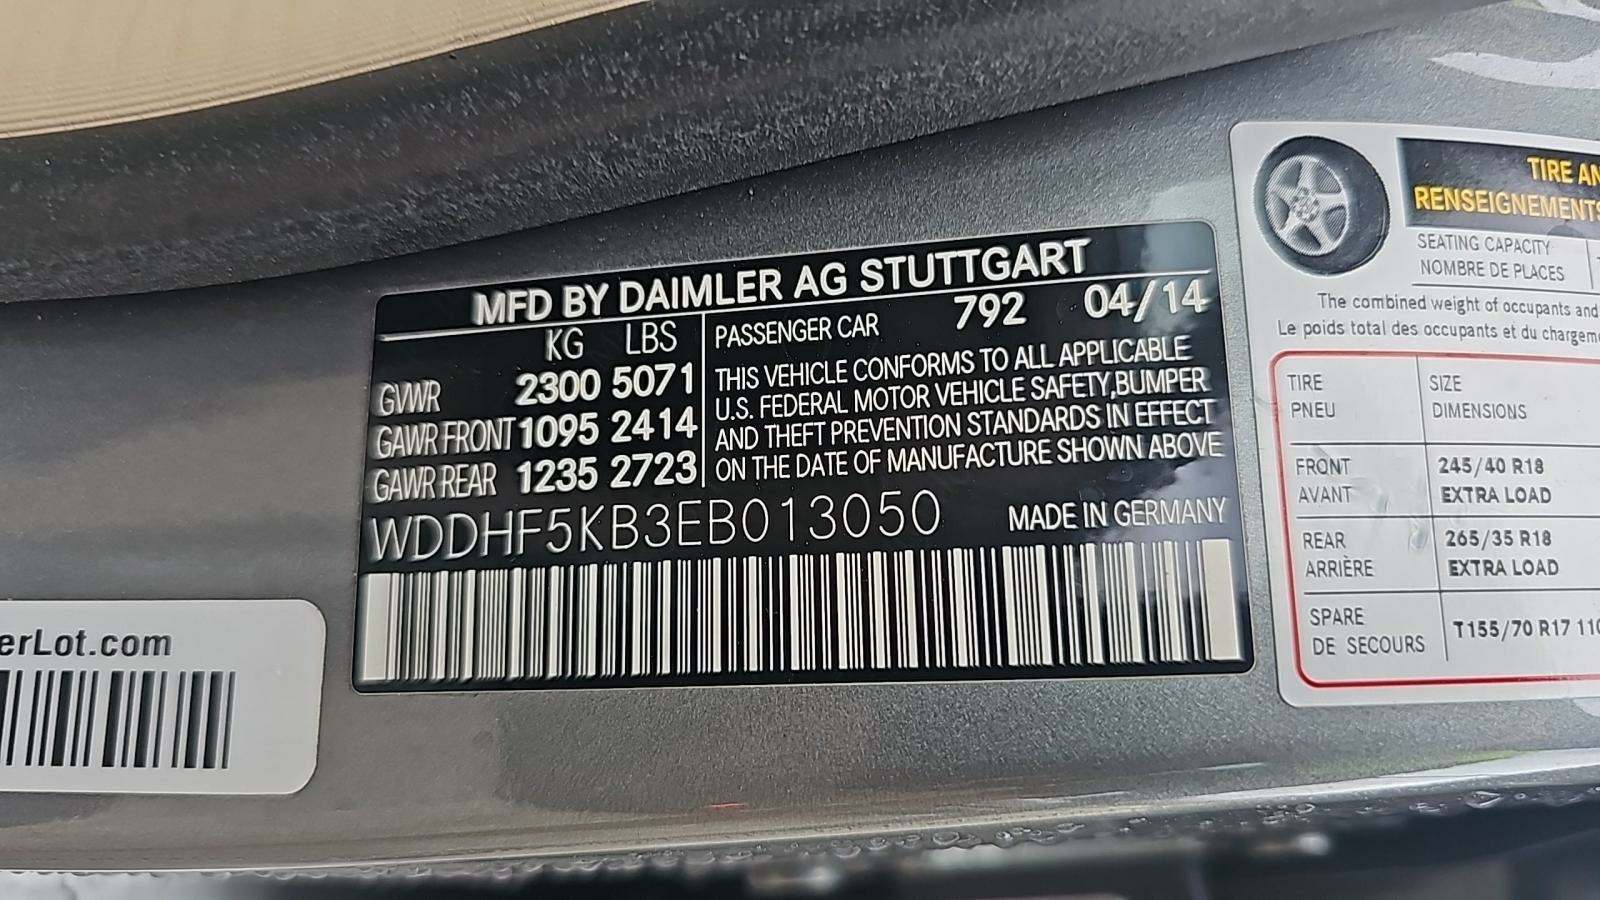 MFD BY DAIMLER AG STUTTGART
KG LBS
GVWR 2300 5071
GAWR FRONT 1095 2414
GAWR REAR 1235 2723
PASSENGER CAR 792 04/14
THIS VEHICLE CONFORMS TO ALL APPLICABLE
U.S. FEDERAL MOTOR VEHICLE SAFETY,BUMPER
AND THEFT PREVENTION STANDARDS IN EFFECT
ON THE DATE OF MANUFACTURE SHOWN ABOVE
WDDHF5KB3EB013050 MADE IN GERMANY
erLot.com
TIRE AN
RENSEIGNEMENTS
SEATING CAPACITY
NOMBRE DE PLACES
The combined weight of occupants and
Le poids total des occupants et du chargem
TIRE SIZE
PNEU DIMENSIONS
FRONT 245/40 R18
AVANT EXTRA LOAD
REAR 265/35 R18
ARRIÈRE EXTRA LOAD
SPARE
DE SECOURS
T155/70 R17 110